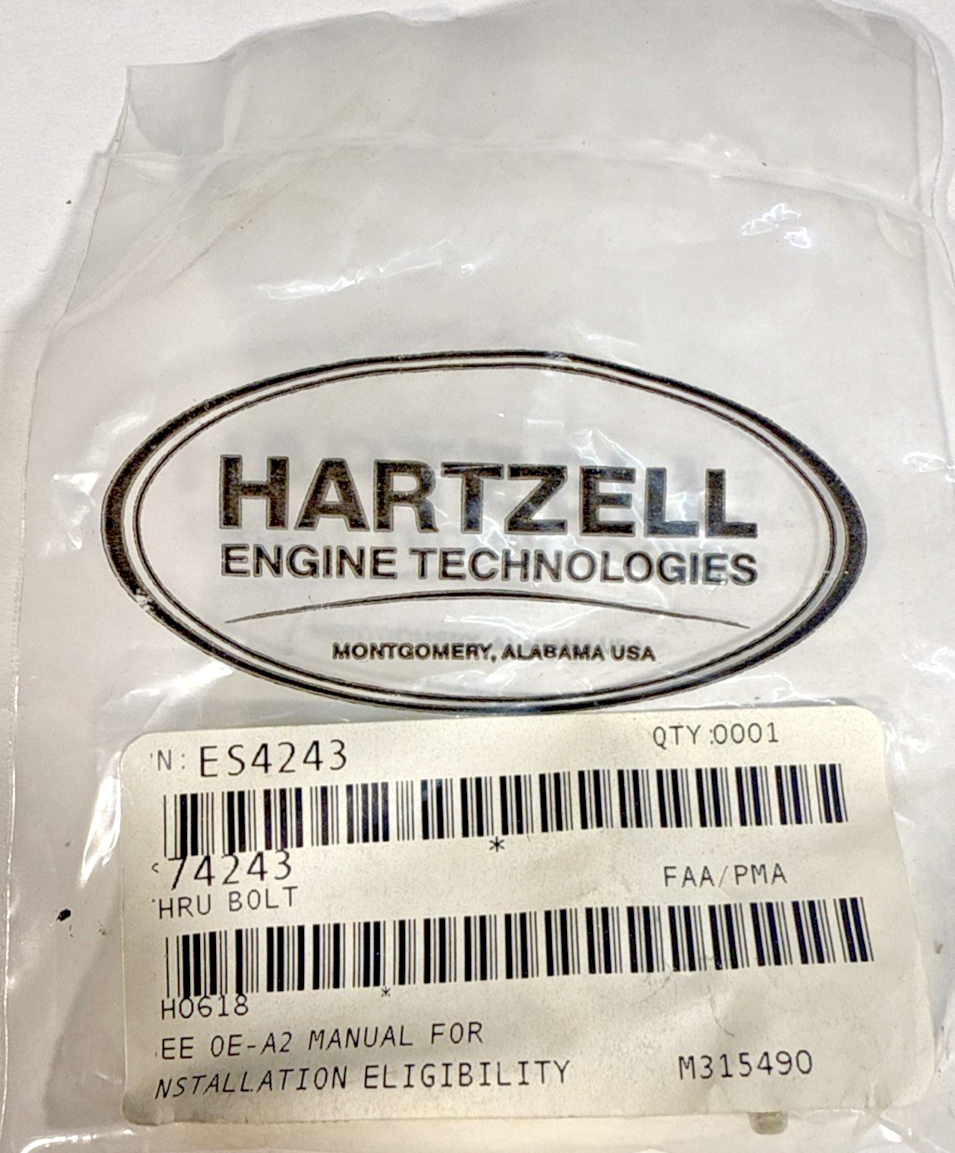 HARTZELL
ENGINE TECHNOLOGIES
MONTGOMERY, ALABAMA USA
'N: ES4243 QTY:0001
*
74243
HRU BOLT FAA/PMA
*
H0618
EE OE-A2 MANUAL FOR
NSTALLATION ELIGIBILITY M315490